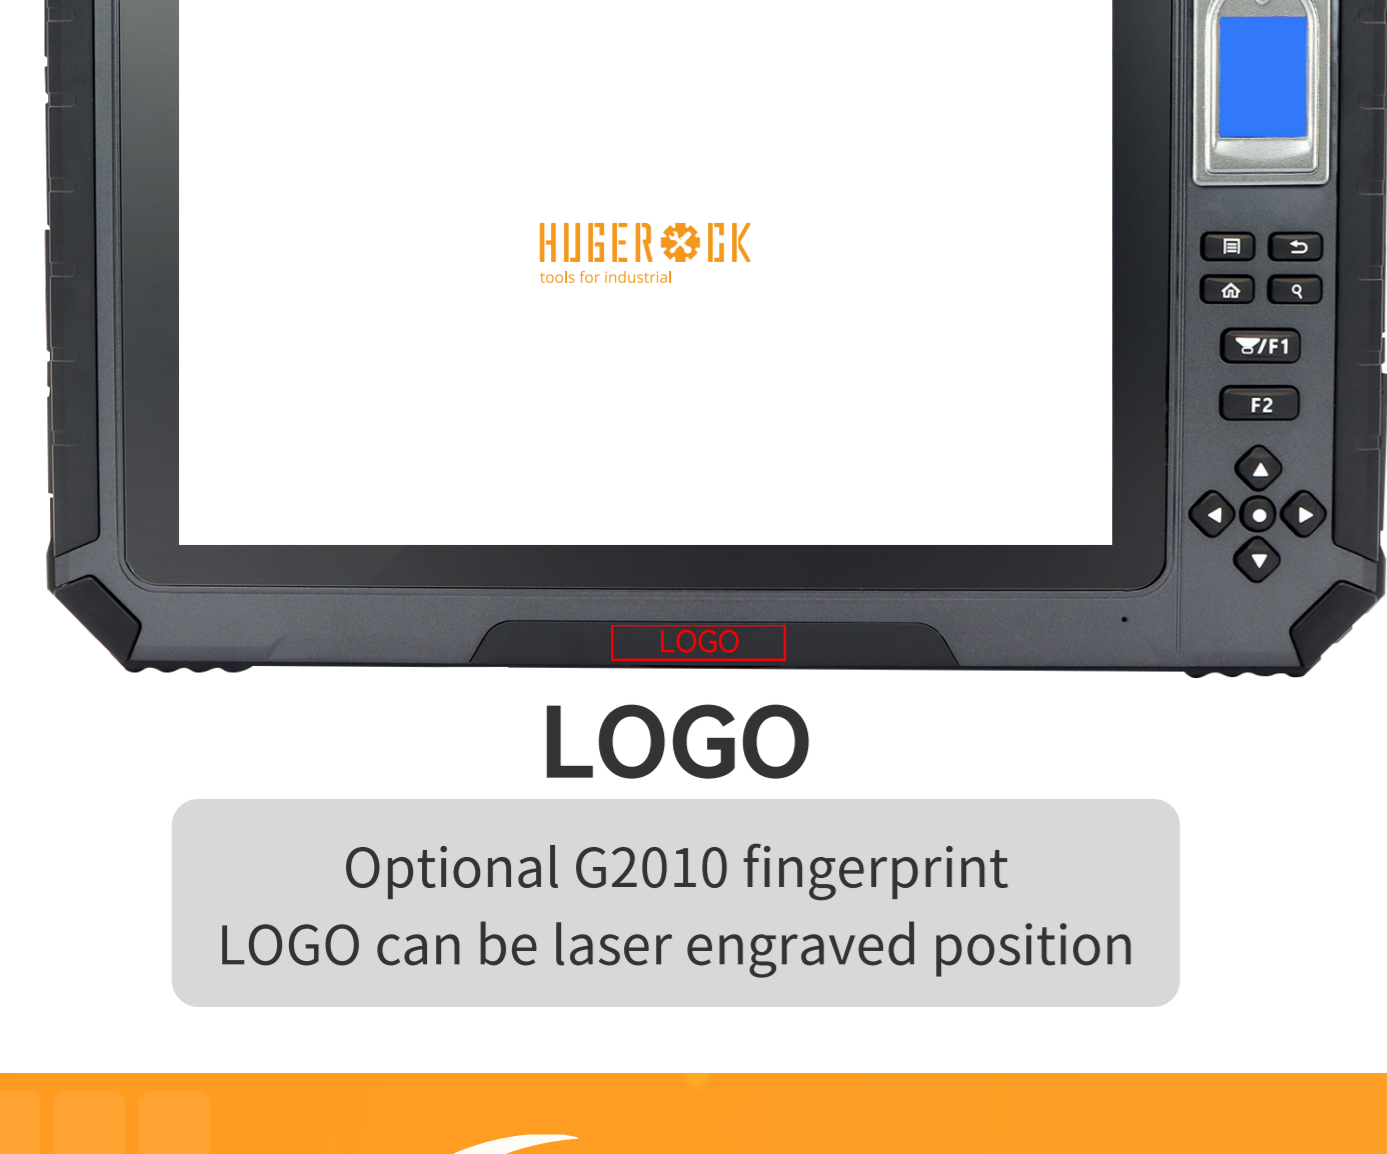 HUGEROCK
tools for industrial
/F1
F2
LOGO
LOGO
Optional G2010 fingerprint
LOGO can be laser engraved position